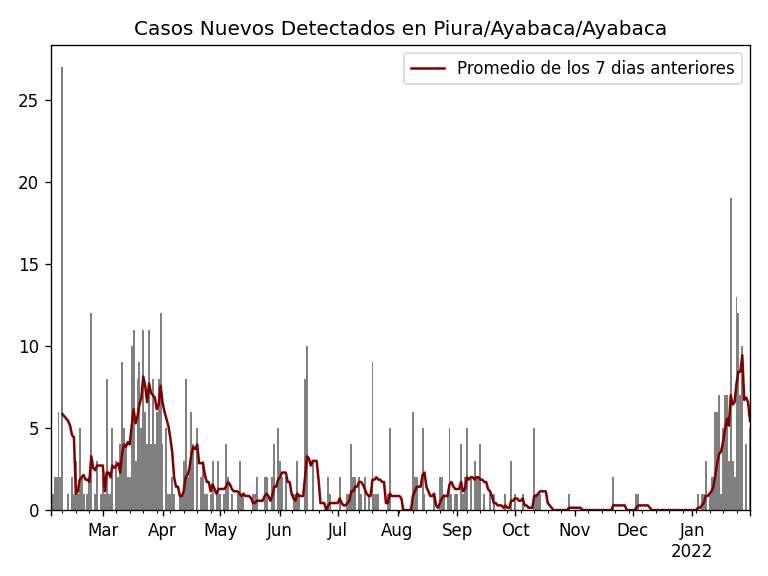 Casos Nuevos Detectados en Piura/Ayabaca/Ayabaca
Promedio de los 7 dias anteriores
25
20
15
10
5
0
Mar Apr May Jun Jul Aug Sep Oct Nov Dec Jan
2022